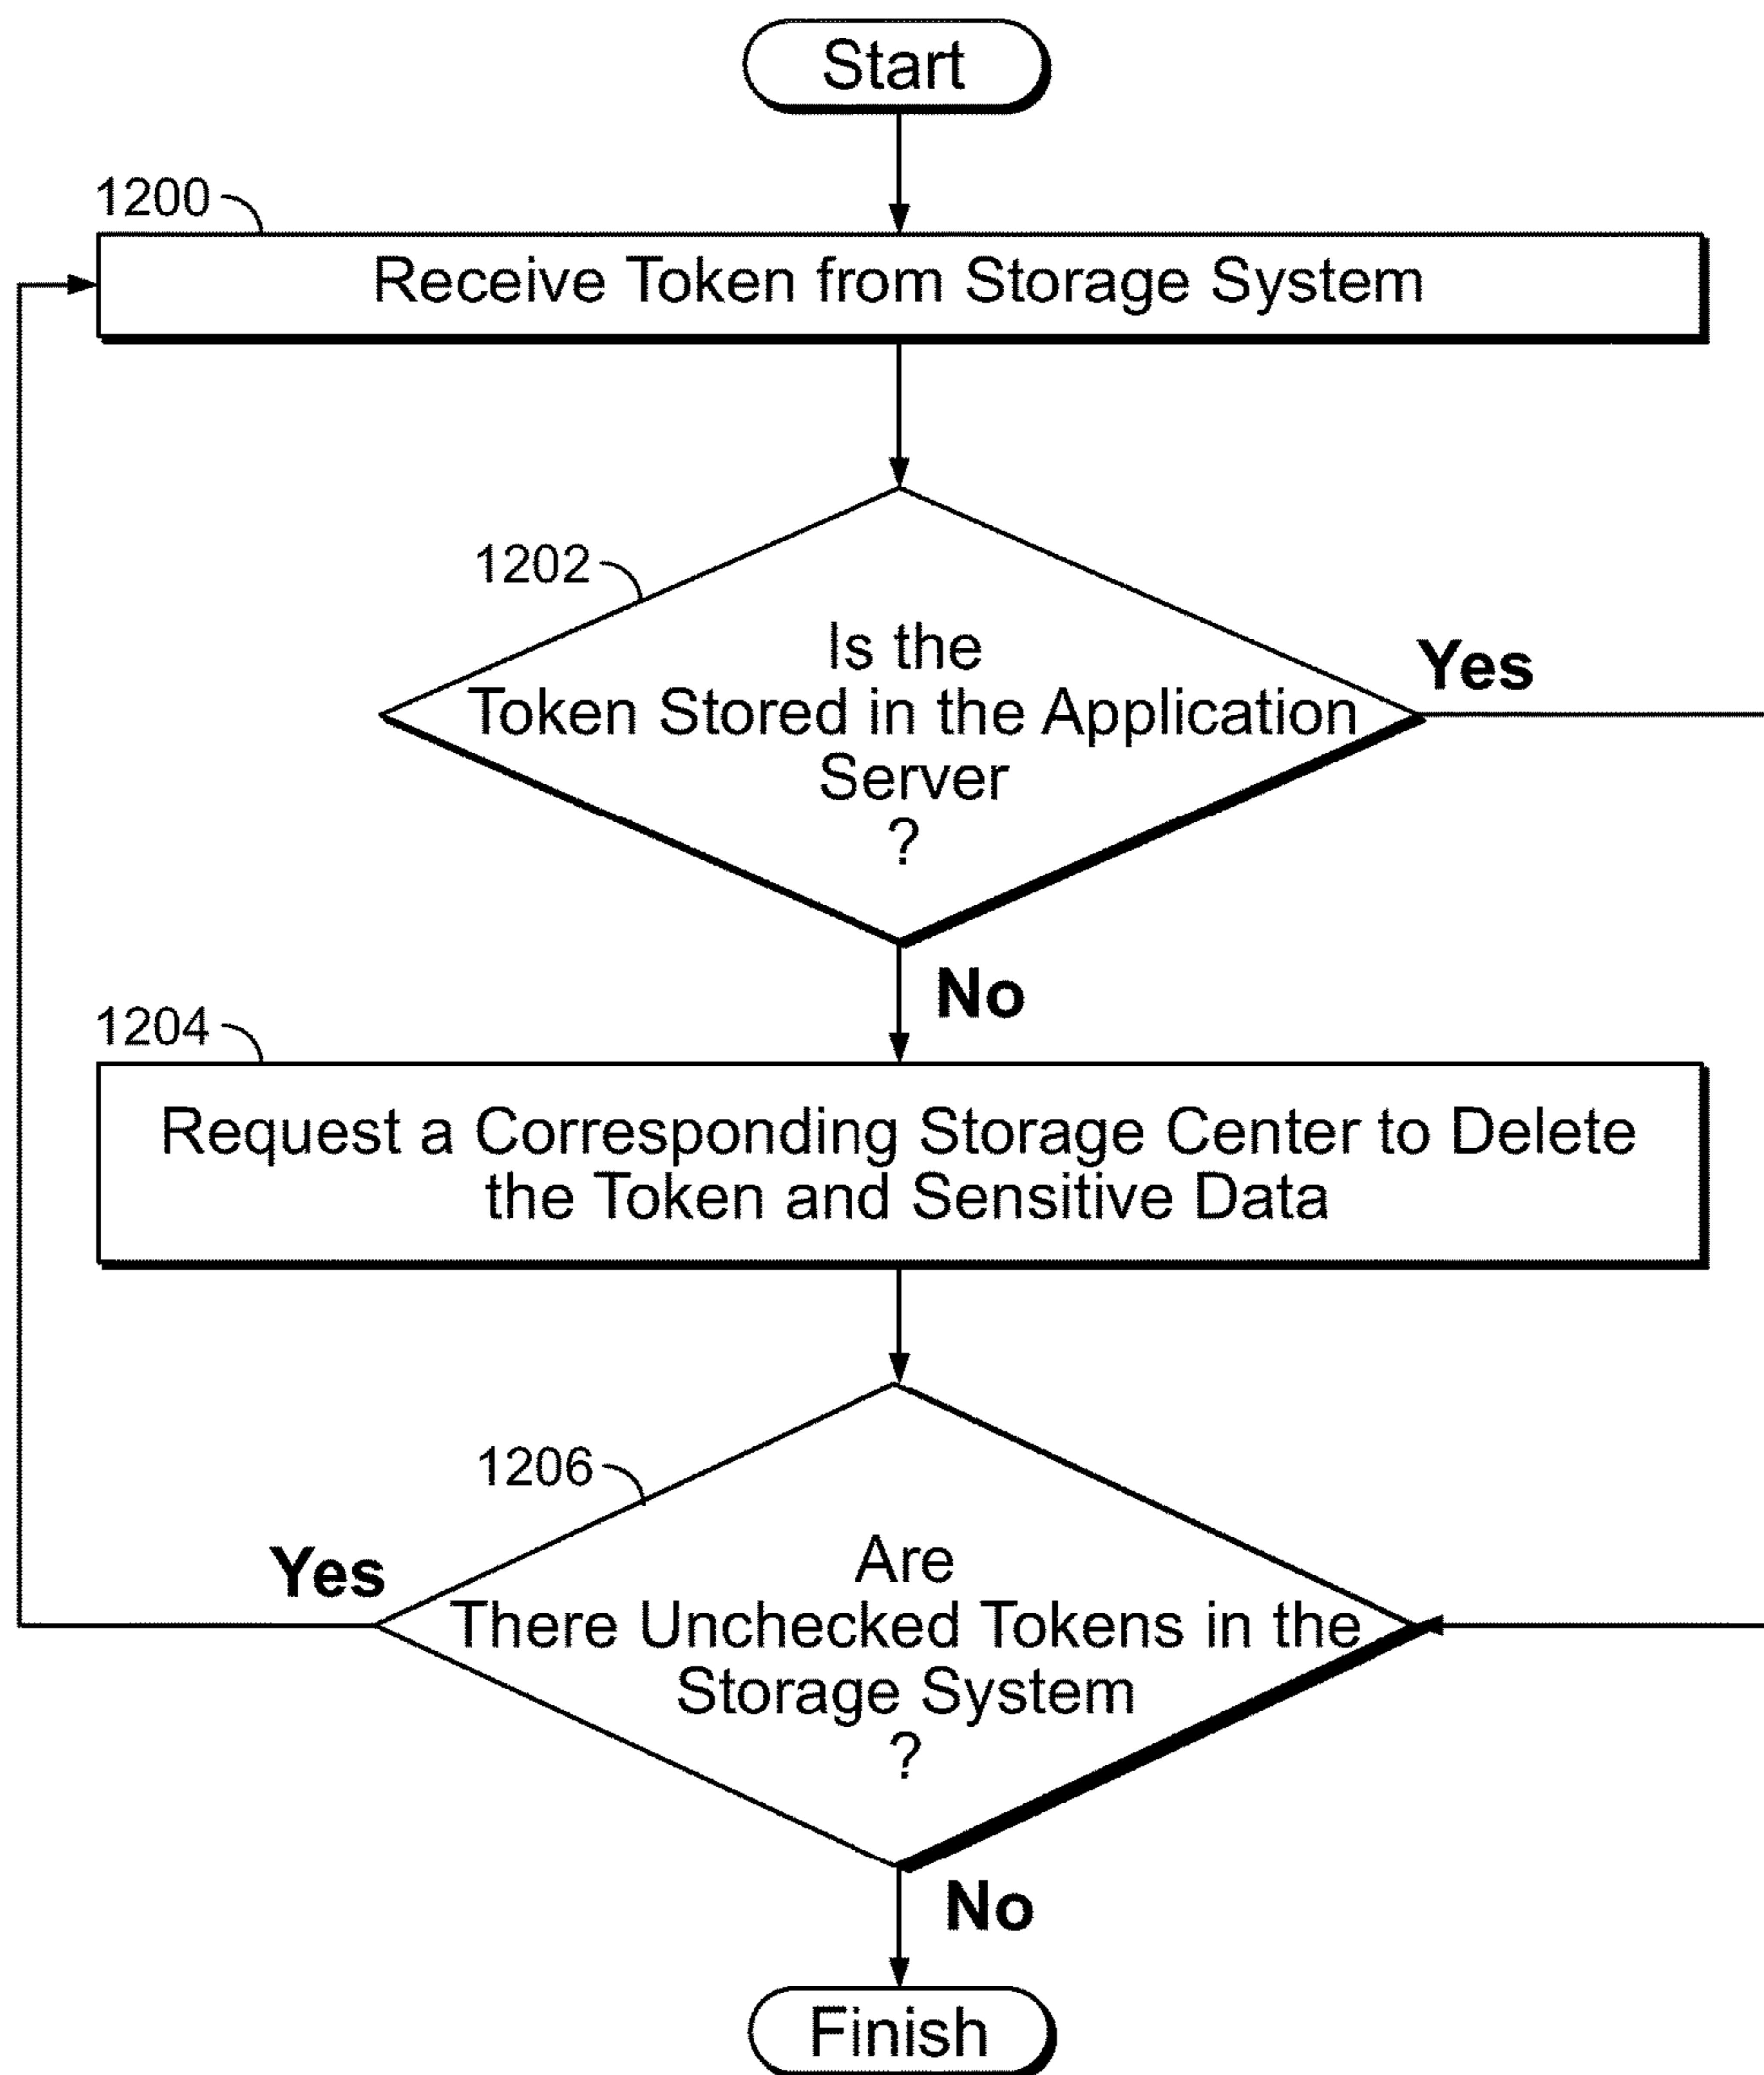 Start
1200
Receive Token from Storage System
1202
Is the
Token Stored in the Application
Server
?
Yes
No
1204
Request a Corresponding Storage Center to Delete
the Token and Sensitive Data
1206
Are
There Unchecked Tokens in the
Storage System
?
Yes
No
Finish